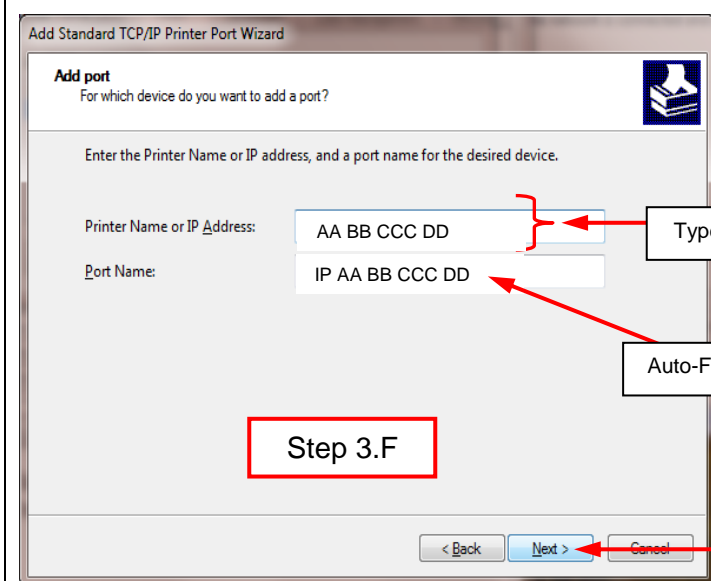 Add Standard TCP/IP Printer Port Wizard
Add port
For which device do you want to add a port?
Enter the Printer Name or IP address, and a port name for the desired device.
Printer Name or IP Address: AA BB CCC DD
Typ
Port Name: IP AA BB CCC DD
Auto-F
Step 3.F
< Back Next > Cancel